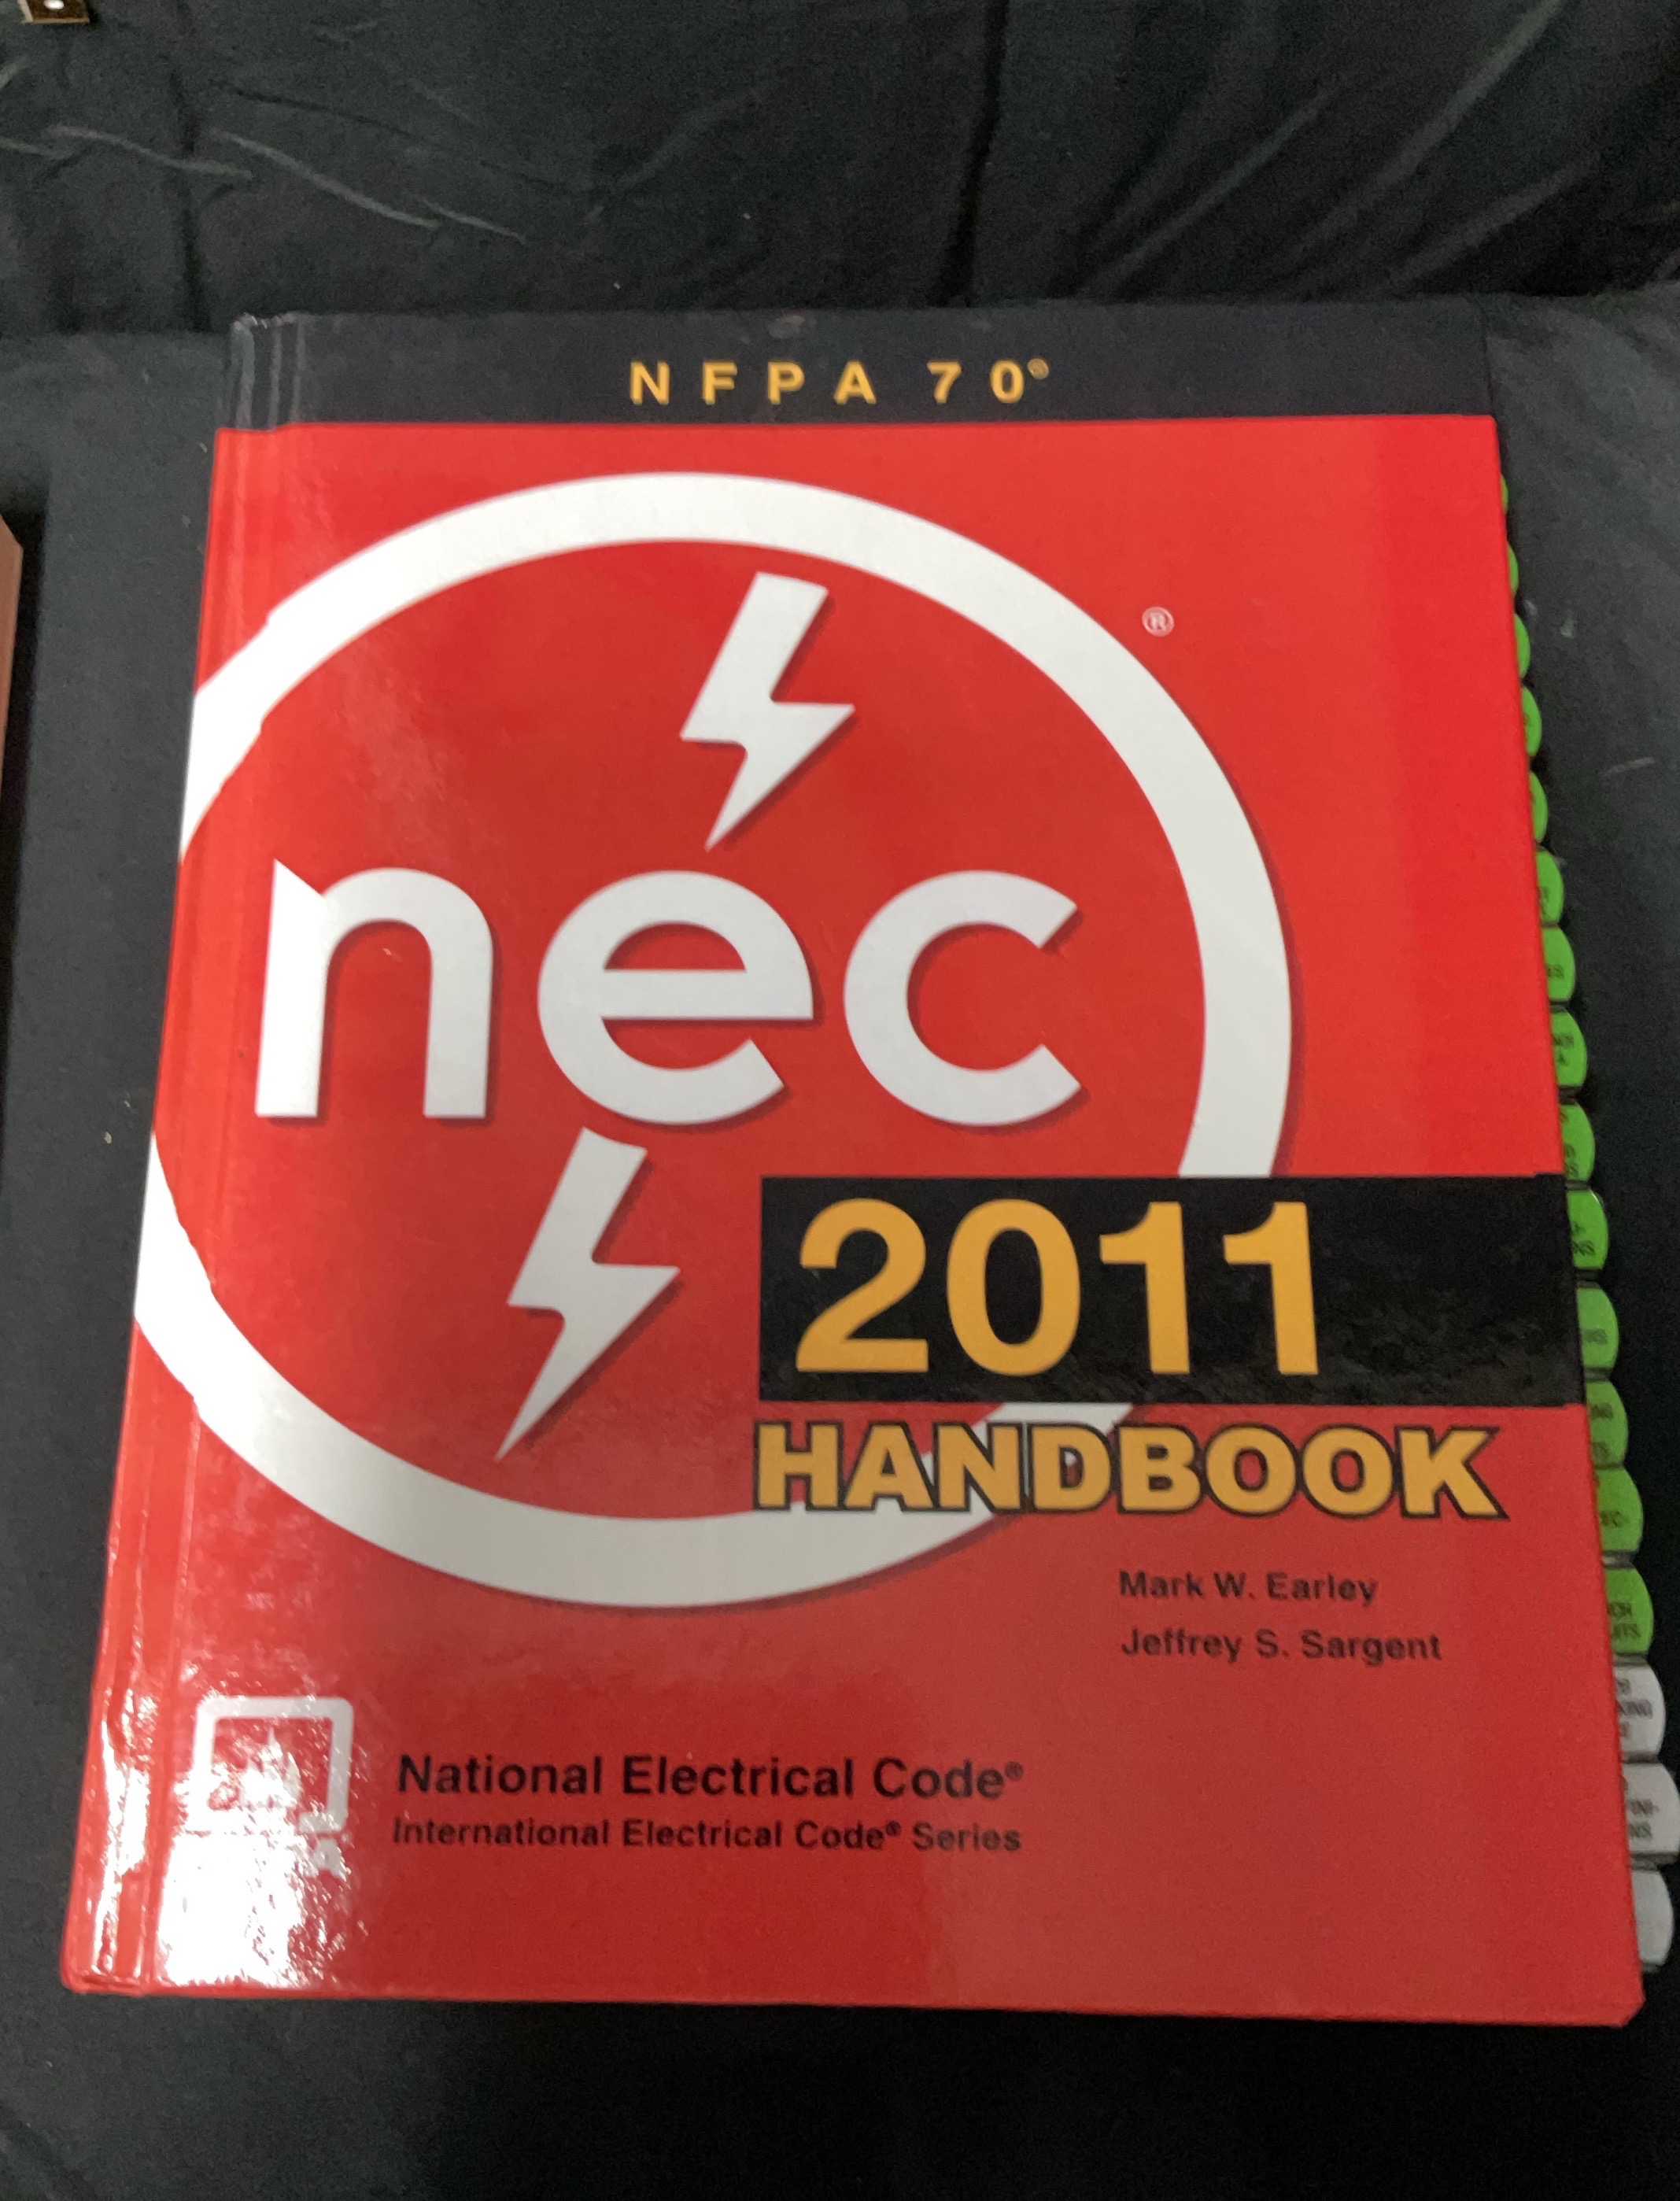 NFPA 70®
®
nec
2011
HANDBOOK
Mark W. Earley
Jeffrey S. Sargent
National Electrical Code®
International Electrical Code® Series